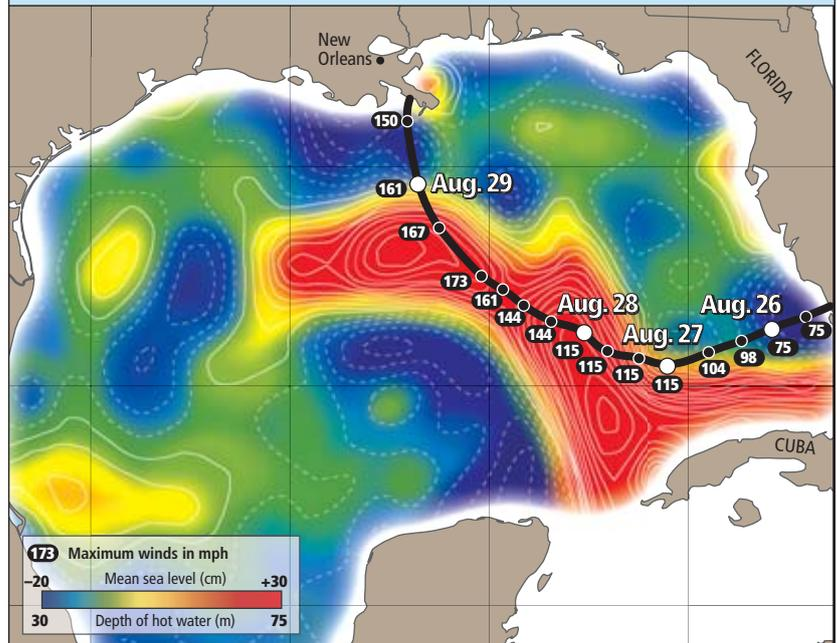 New
Orleans
FLORIDA
150
161
Aug. 29
167
173
161
144
144
Aug. 28
115
115
115
Aug. 27
115
104
98
Aug. 26
75
75
CUBA
173 Maximum winds in mph
–20 Mean sea level (cm) +30
30 Depth of hot water (m) 75